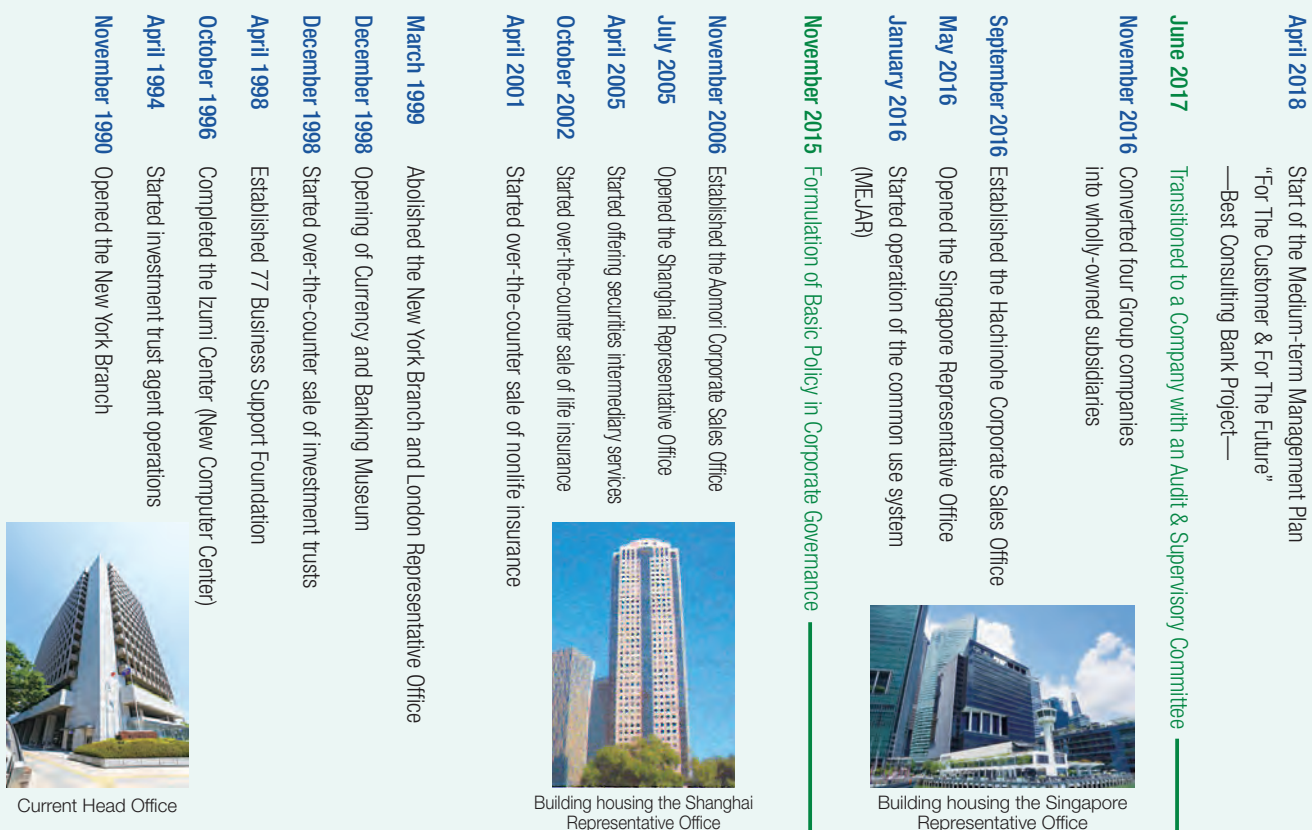 April 2018 Start of the Medium-term Management Plan
“For The Customer & For The Future”
—Best Consulting Bank Project—
June 2017 Transitioned to a Company with an Audit & Supervisory Committee
November 2016 Converted four Group companies
into wholly-owned subsidiaries
September 2016 Established the Hachinohe Corporate Sales Office
May 2016 Opened the Singapore Representative Office
January 2016 Started operation of the common use system
(MEJAR)
Building housing the Singapore
Representative Office
November 2015 Formulation of Basic Policy in Corporate Governance
November 2006 Established the Aomori Corporate Sales Office
July 2005 Opened the Shanghai Representative Office
April 2005 Started offering securities intermediary services
October 2002 Started over-the-counter sale of life insurance
April 2001 Started over-the-counter sale of nonlife insurance
Building housing the Shanghai
Representative Office
March 1999 Abolished the New York Branch and London Representative Office
December 1998 Opening of Currency and Banking Museum
December 1998 Started over-the-counter sale of investment trusts
April 1998 Established 77 Business Support Foundation
October 1996 Completed the Izumi Center (New Computer Center)
April 1994 Started investment trust agent operations
November 1990 Opened the New York Branch
Current Head Office